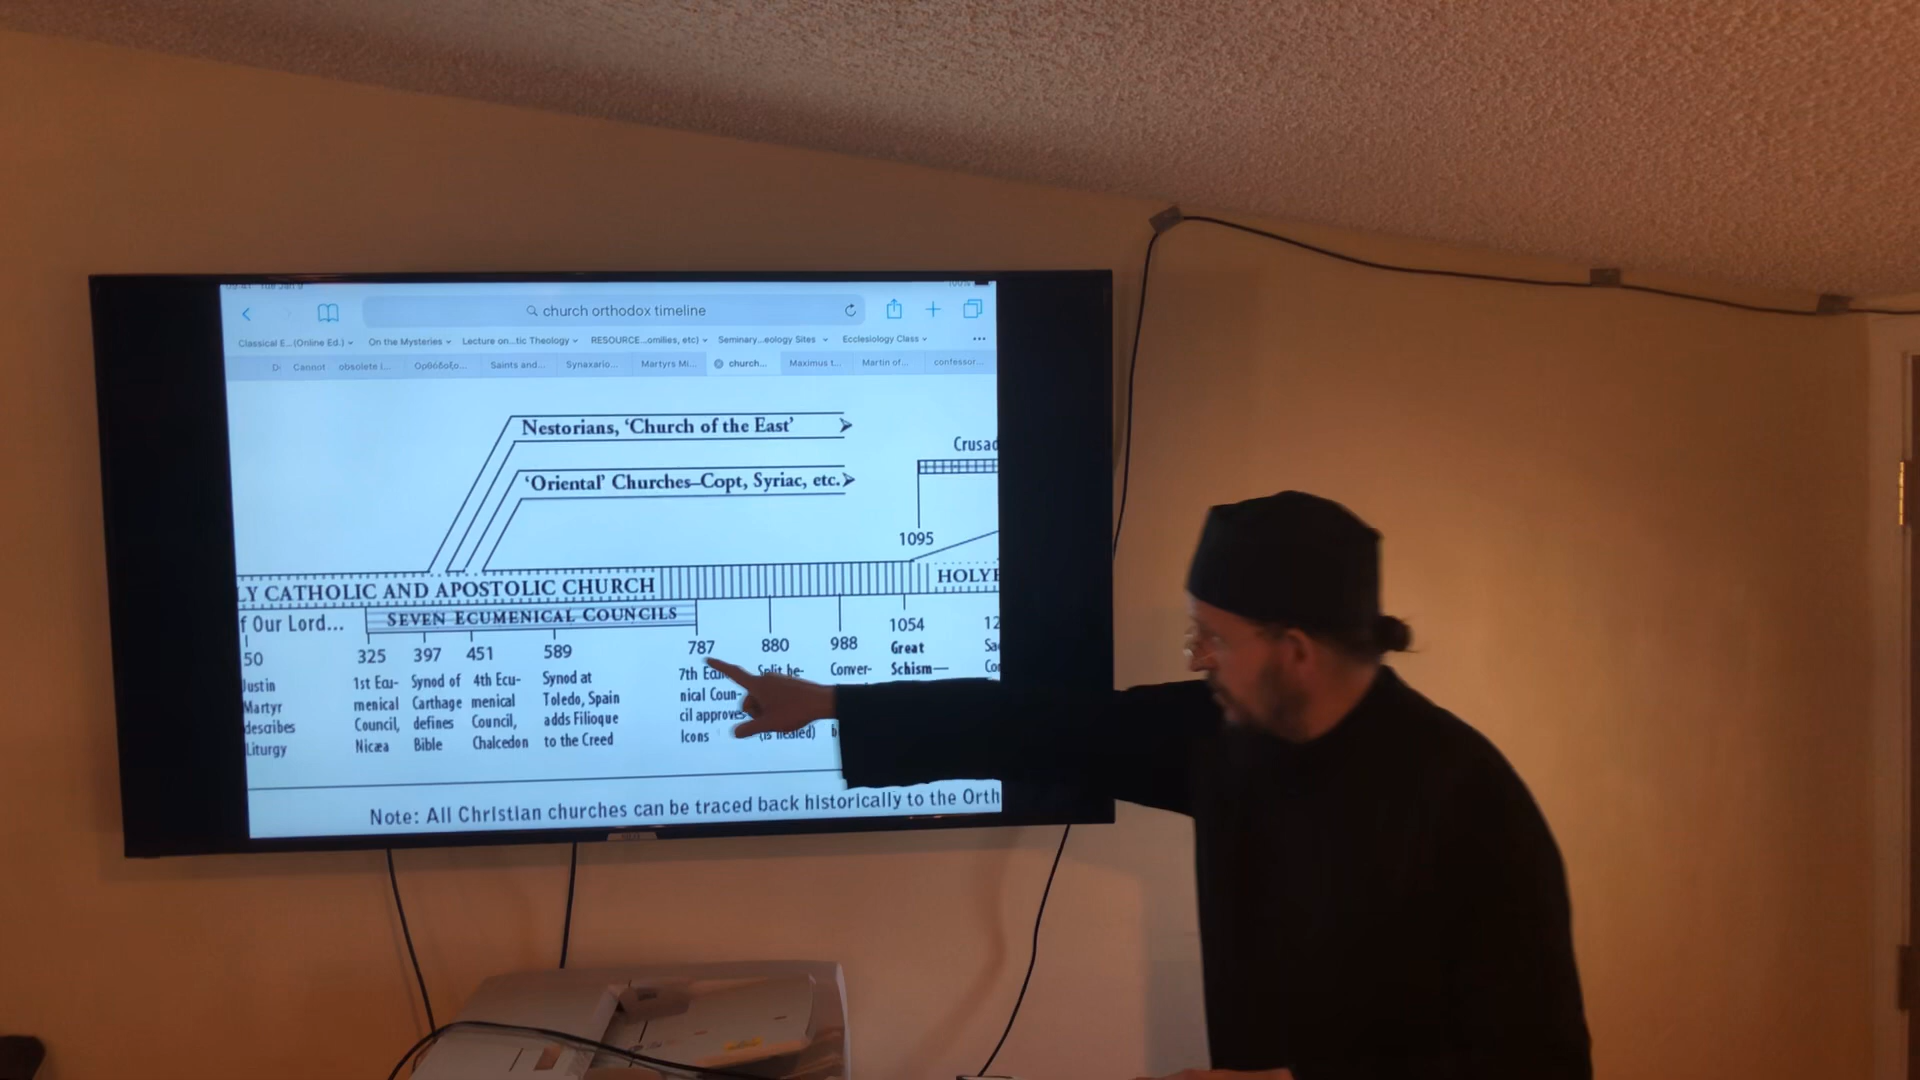 church orthodox timeline
Classical E...(Online Ed.) On the Mysteries Lecture on...tic Theology RESOURCE...omilies, etc) Seminary...eology Sites Ecclesiology Class
Cannot obsolete i... Ορθόδοξο... Saints and... Synaxario... Martyrs Mi... church... Maximus t... Martin of... confessor...
Nestorians, ‘Church of the East’
Crusad
‘Oriental’ Churches–Copt, Syriac, etc.
1095
LY CATHOLIC AND APOSTOLIC CHURCH HOLY
f Our Lord... SEVEN ECUMENICAL COUNCILS
50 325 397 451 589 787 880 988 1054 12
Justin 1st Ecu- Synod of 4th Ecu- Synod at 7th Split be- Conver- Great Sa
Martyr menical Carthage menical Toledo, Spain nical Coun- Schism— Co
describes Council, defines Council, adds Filioque cil approves
Liturgy Nicæa Bible Chalcedon to the Creed Icons (is healed) b
Note: All Christian churches can be traced back historically to the Orth